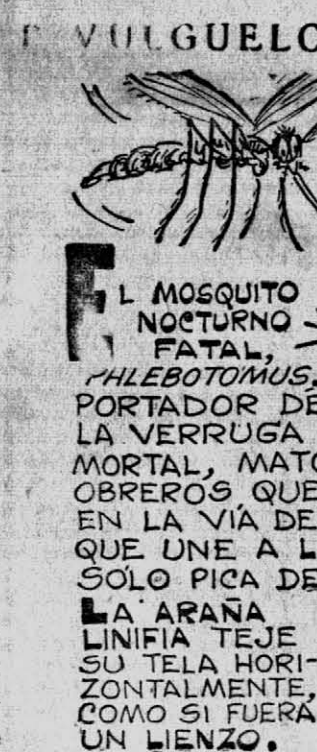 VULGUELO
EL MOSQUITO
NOCTURNO
FATAL,
PHLEBOTOMUS,
PORTADOR DE
LA VERRUGA
MORTAL, MATO
OBREROS QUE
EN LA VÍA DE
QUE UNE A L
SÓLO PICA DE
LA ARAÑA
LINIFIA TEJE
SU TELA HORI-
ZONTALMENTE,
COMO SI FUERA
UN LIENZO.